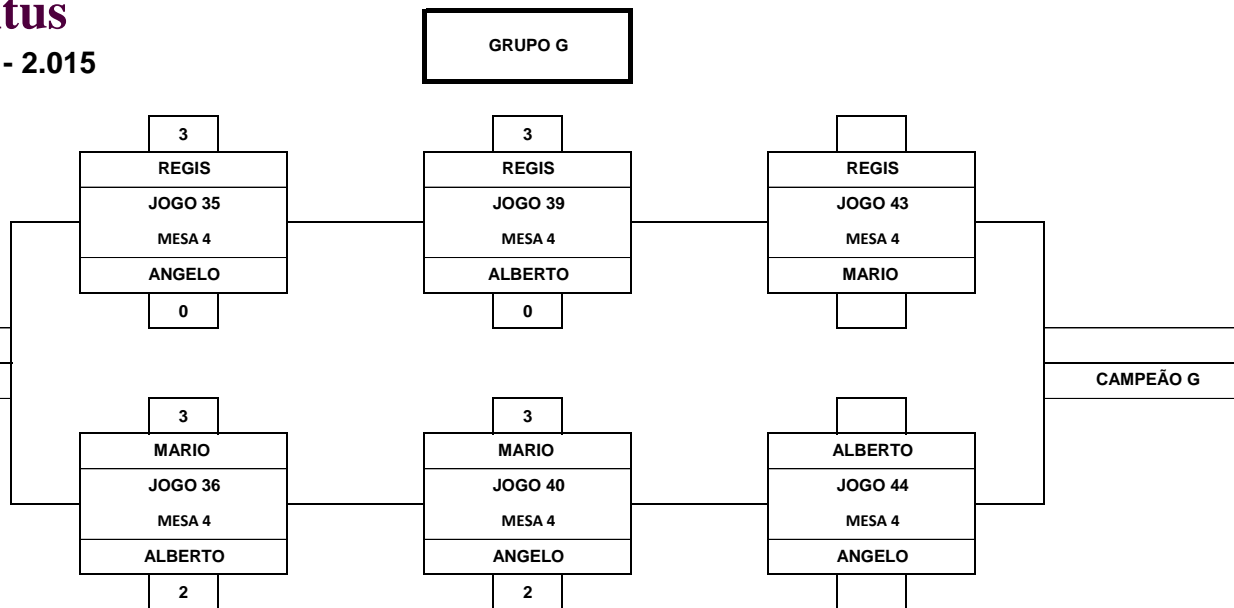 GRUPO G
- 2.015
3
REGIS
JOGO 35
MESA 4
ANGELO
0
3
REGIS
JOGO 39
MESA 4
ALBERTO
0
REGIS
JOGO 43
MESA 4
MARIO
3
MARIO
JOGO 36
MESA 4
ALBERTO
2
3
MARIO
JOGO 40
MESA 4
ANGELO
2
ALBERTO
JOGO 44
MESA 4
ANGELO
CAMPEÃO G